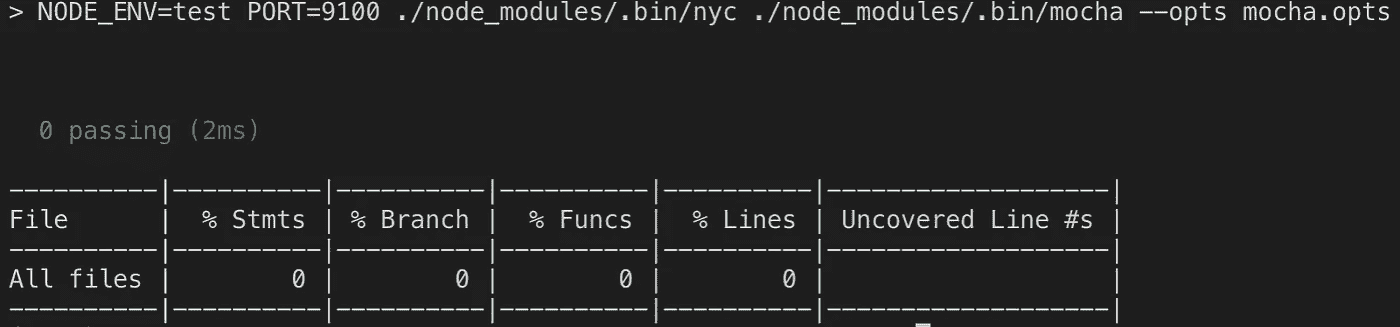 > NODE_ENV=test PORT=9100 ./node_modules/.bin/nyc ./node_modules/.bin/mocha --opts mocha.opts
0 passing (2ms)
----------|----------|----------|----------|----------|-------------------|
File      |  % Stmts | % Branch |  % Funcs |  % Lines | Uncovered Line #s |
----------|----------|----------|----------|----------|-------------------|
All files |        0 |        0 |        0 |        0 |                   |
----------|----------|----------|----------|----------|-------------------|